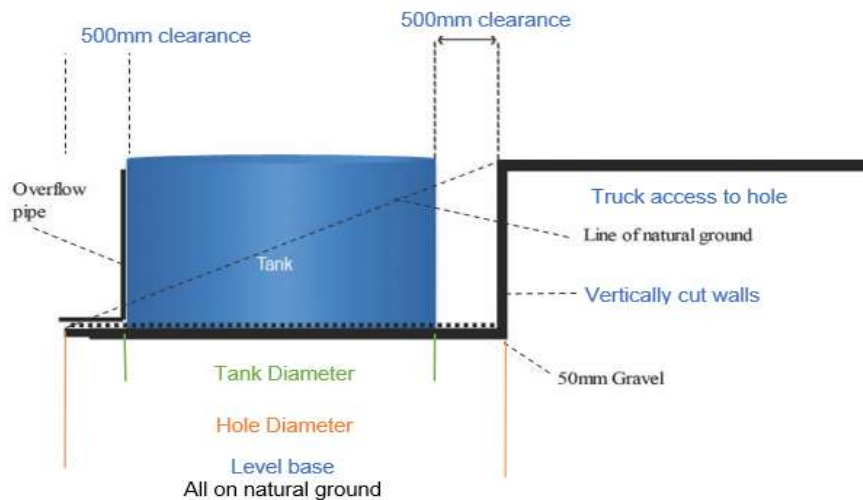 500mm clearance
500mm clearance
Overflow
pipe
Truck access to hole
Line of natural ground
Tank
Vertically cut walls
Tank Diameter
50mm Gravel
Hole Diameter
Level base
All on natural ground